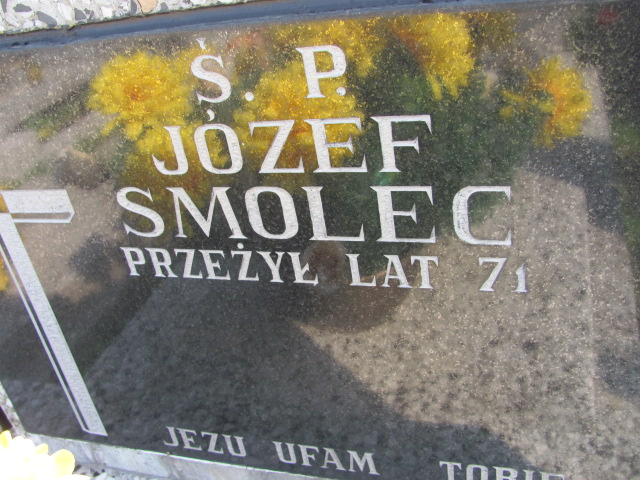 Ś. P.
JÓZEF
SMOLEC
PRZEŻYŁ LAT 71
JEZU UFAM TOBIE